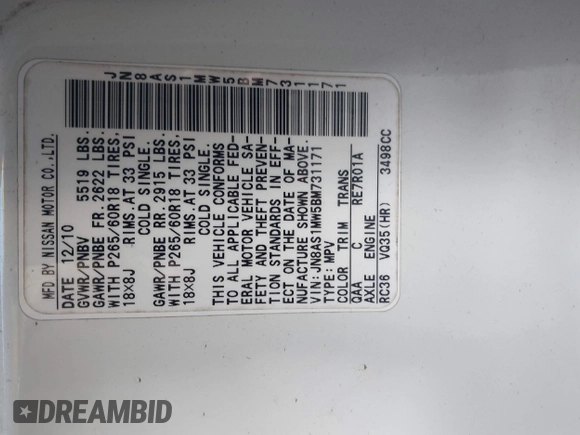 MFD BY NISSAN MOTOR CO.,LTD.
DATE 12/10
GVWR/PNBV 5519 LBS.
GAWR/PNBE FR.2622 LBS.
WITH P265/60R18 TIRES,
18×8J RIMS.AT 33 PSI
COLD SINGLE.
GAWR/PNBE RR.2915 LBS.
WITH P265/60R18 TIRES,
18×8J RIMS.AT 33 PSI
COLD SINGLE.
THIS VEHICLE CONFORMS
TO ALL APPLICABLE FED-
ERAL MOTOR VEHICLE SA-
FETY AND THEFT PREVEN-
TION STANDARDS IN EFF-
ECT ON THE DATE OF MA-
NUFACTURE SHOWN ABOVE.
VIN:JN8AS1MW5BM731171
TYPE:MPV
COLOR TRIM TRANS
QAA C RE7R01A
AXLE ENGINE
RC36 VQ35(HR) 3498CC
JN8AS1MW5BM731171
DREAMBID